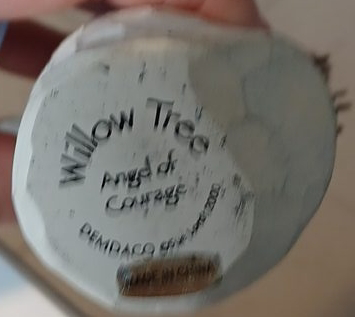 Willow Tree
Angel of
Courage
DEMDACO 2000
MADE IN CHINA